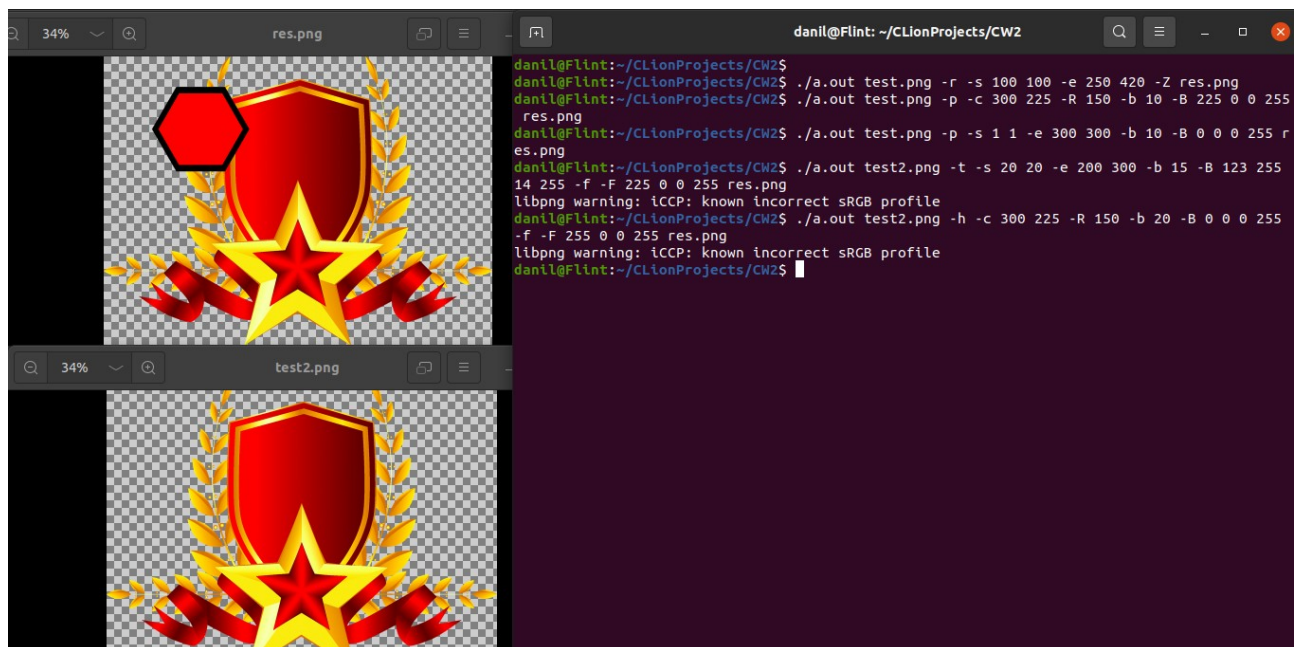 34%
res.png
danil@Flint: ~/CLionProjects/CW2
danil@Flint:~/CLionProjects/CW2$
danil@Flint:~/CLionProjects/CW2$ ./a.out test.png -r -s 100 100 -e 250 420 -Z res.png
danil@Flint:~/CLionProjects/CW2$ ./a.out test.png -p -c 300 225 -R 150 -b 10 -B 225 0 0 255
res.png
danil@Flint:~/CLionProjects/CW2$ ./a.out test.png -p -s 1 1 -e 300 300 -b 10 -B 0 0 0 255 r
es.png
danil@Flint:~/CLionProjects/CW2$ ./a.out test2.png -t -s 20 20 -e 200 300 -b 15 -B 123 255
14 255 -f -F 225 0 0 255 res.png
libpng warning: iCCP: known incorrect sRGB profile
danil@Flint:~/CLionProjects/CW2$ ./a.out test2.png -h -c 300 225 -R 150 -b 20 -B 0 0 0 255
-f -F 255 0 0 255 res.png
libpng warning: iCCP: known incorrect sRGB profile
danil@Flint:~/CLionProjects/CW2$
34%
test2.png